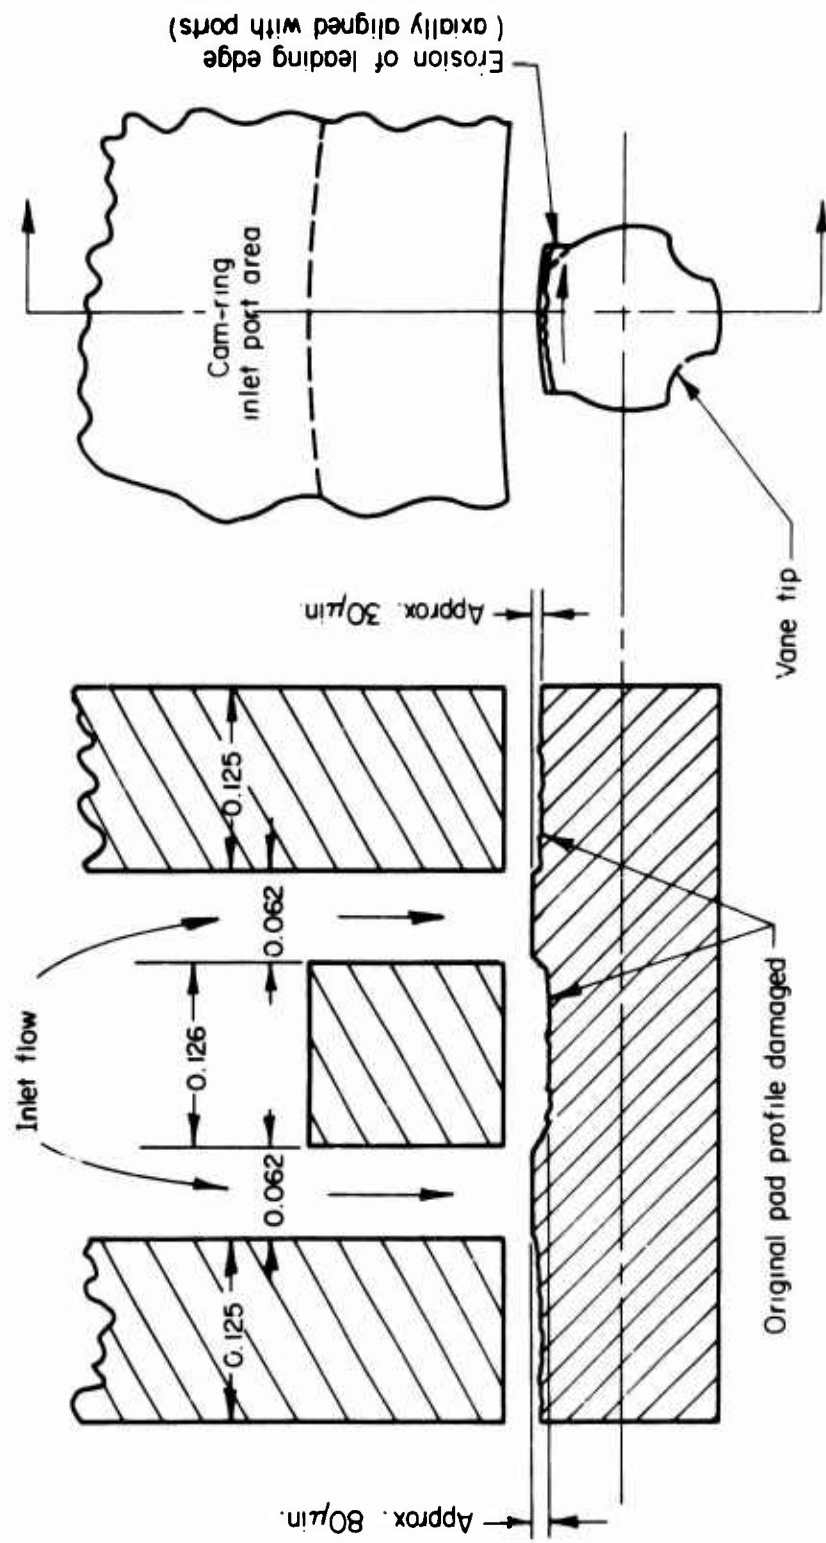 Inlet flow
0.125
0.062
0.126
0.062
0.125
Approx. 80μin.
Approx. 30μin.
Original pad profile damaged
Cam-ring
inlet port area
Erosion of leading edge
(axially aligned with ports)
Vane tip